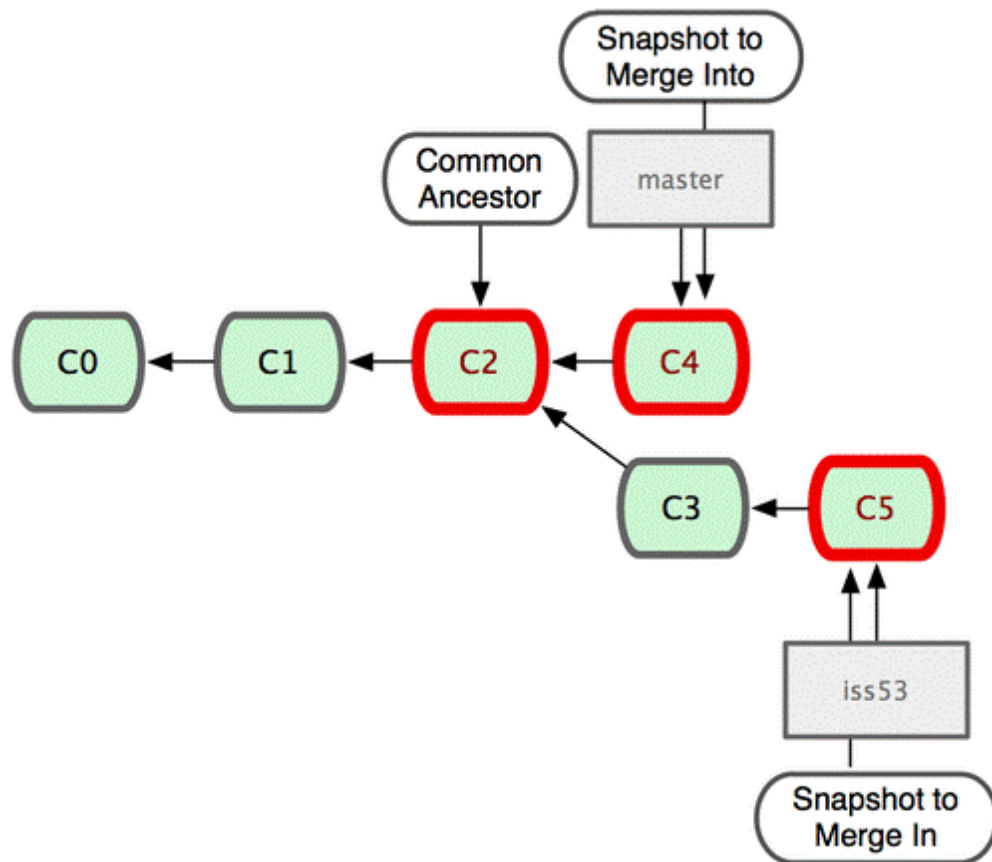 Snapshot to
Merge Into
Common
Ancestor
master
C0
C1
C2
C4
C3
C5
iss53
Snapshot to
Merge In